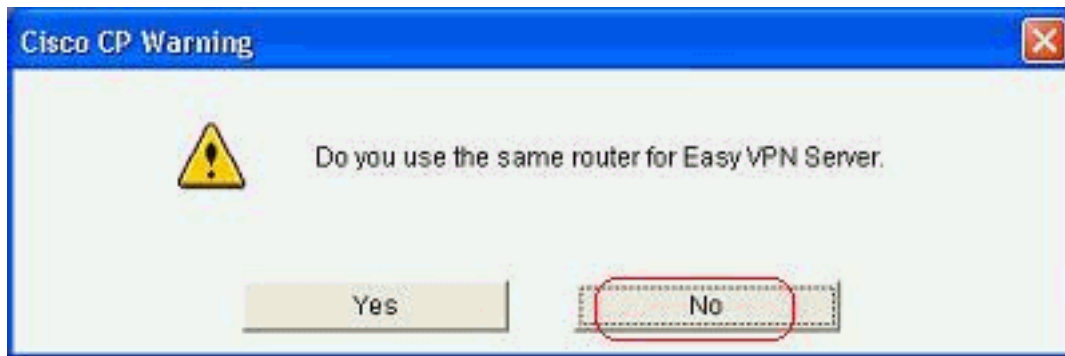 Cisco CP Warning
Do you use the same router for Easy VPN Server.
Yes
No